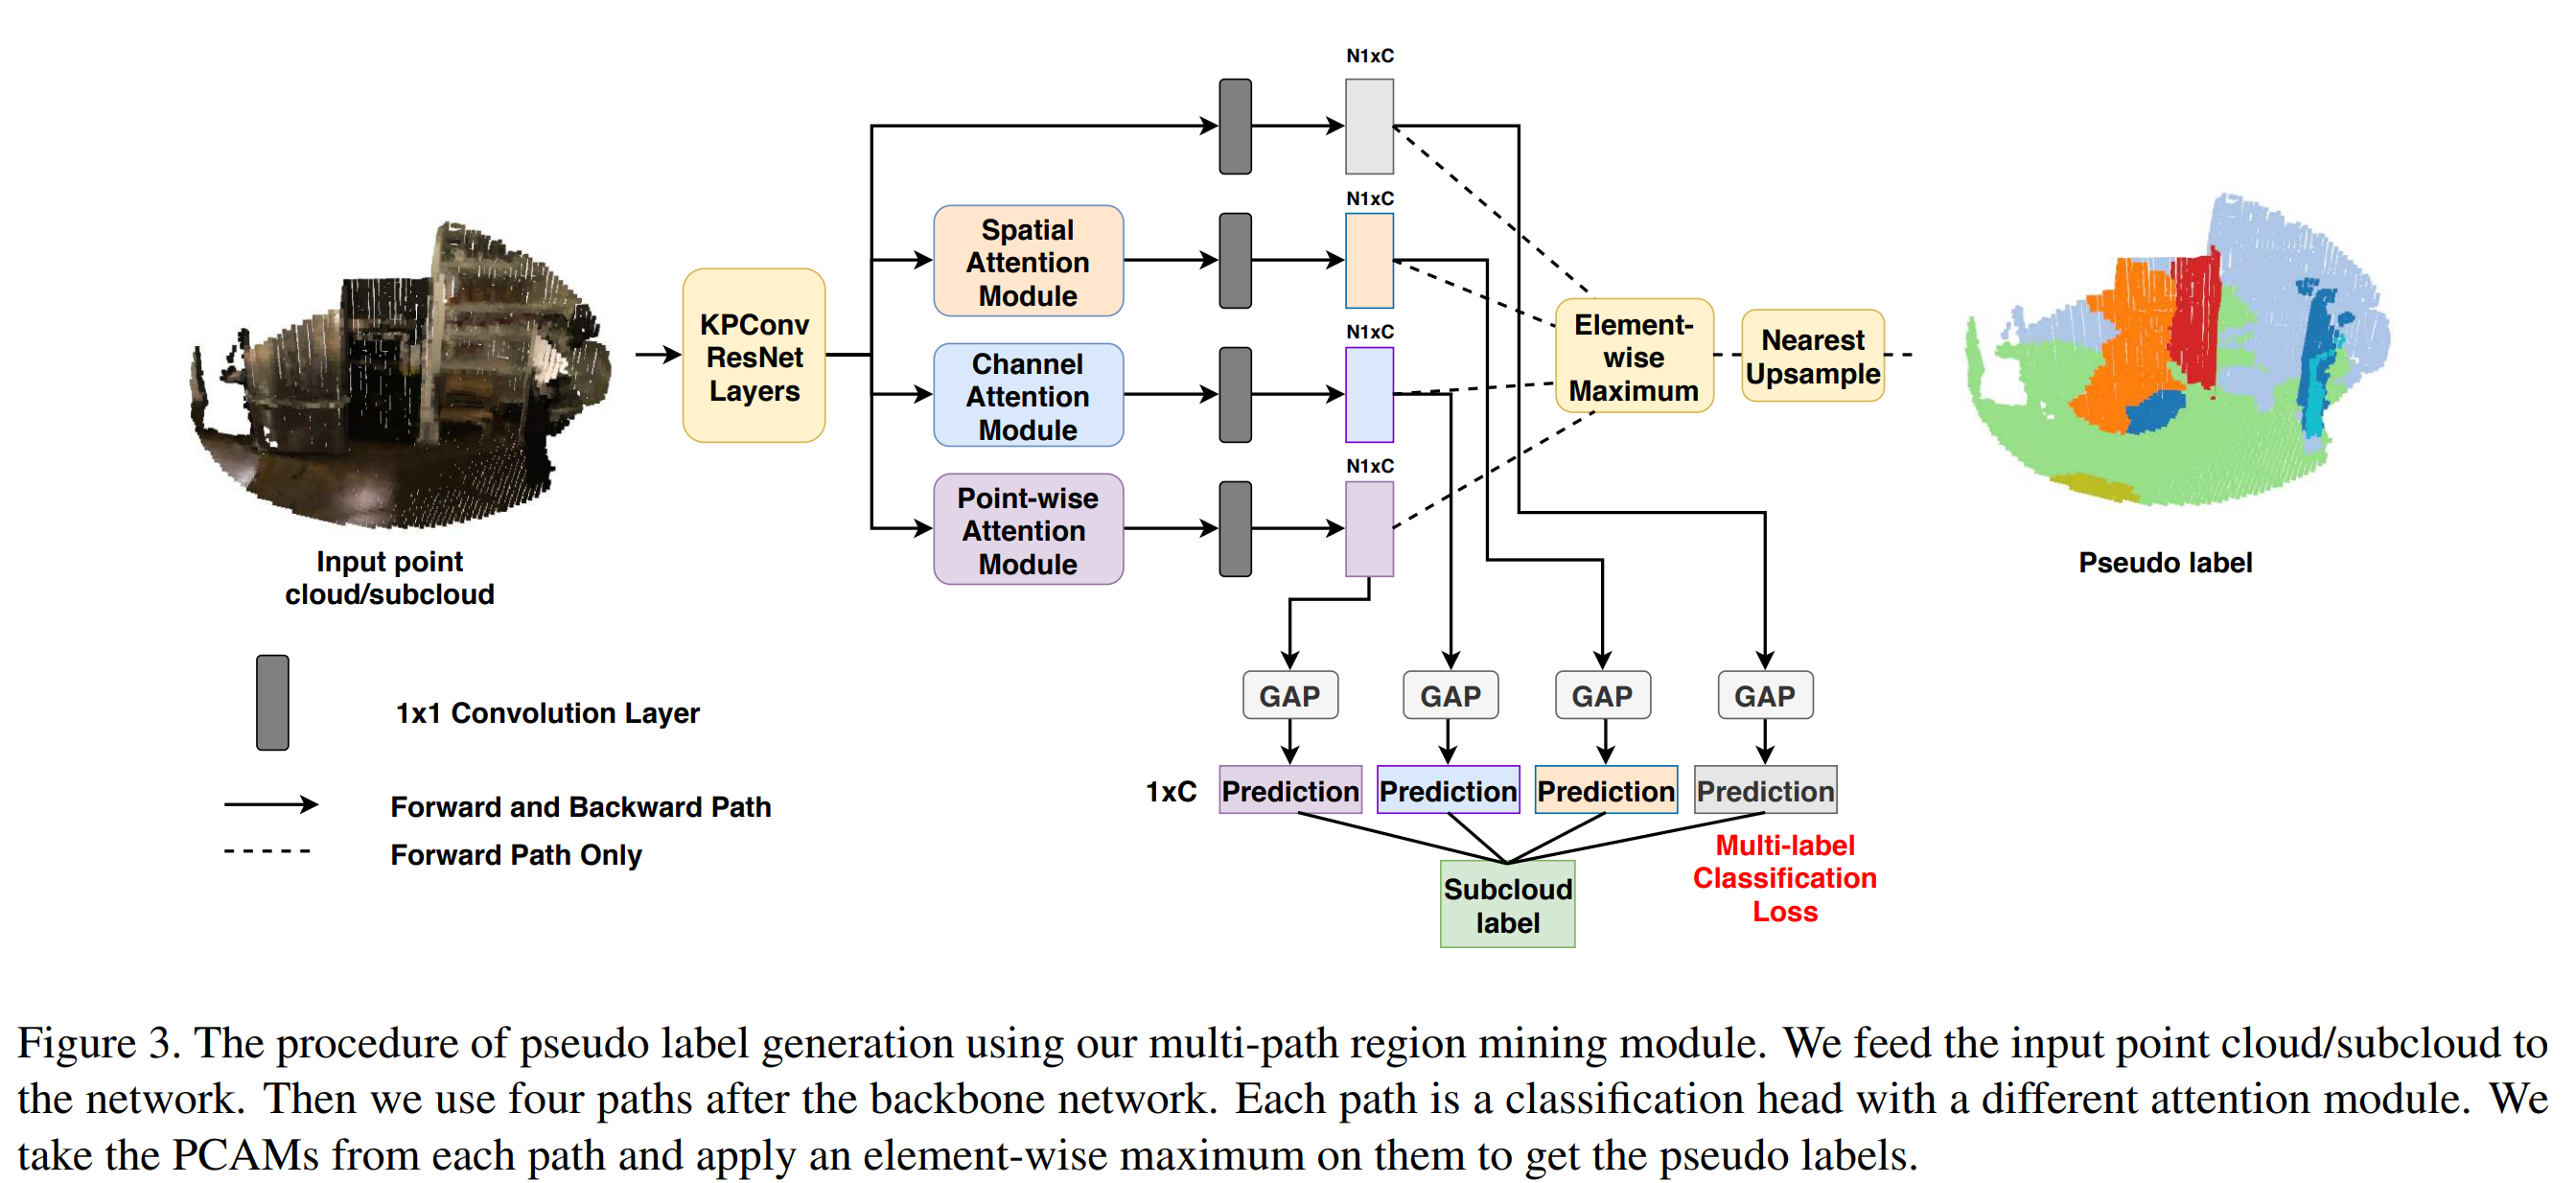 N1xC
N1xC
N1xC
N1xC
Spatial
Attention
Module
Channel
Attention
Module
Point-wise
Attention
Module
KPConv
ResNet
Layers
Element-
wise
Maximum
Nearest
Upsample
Input point
cloud/subcloud
Pseudo label
1x1 Convolution Layer
Forward and Backward Path
Forward Path Only
GAP GAP GAP GAP
1xC Prediction Prediction Prediction Prediction
Multi-label
Classification
Loss
Subcloud
label
Figure 3. The procedure of pseudo label generation using our multi-path region mining module. We feed the input point cloud/subcloud to
the network. Then we use four paths after the backbone network. Each path is a classification head with a different attention module. We
take the PCAMs from each path and apply an element-wise maximum on them to get the pseudo labels.